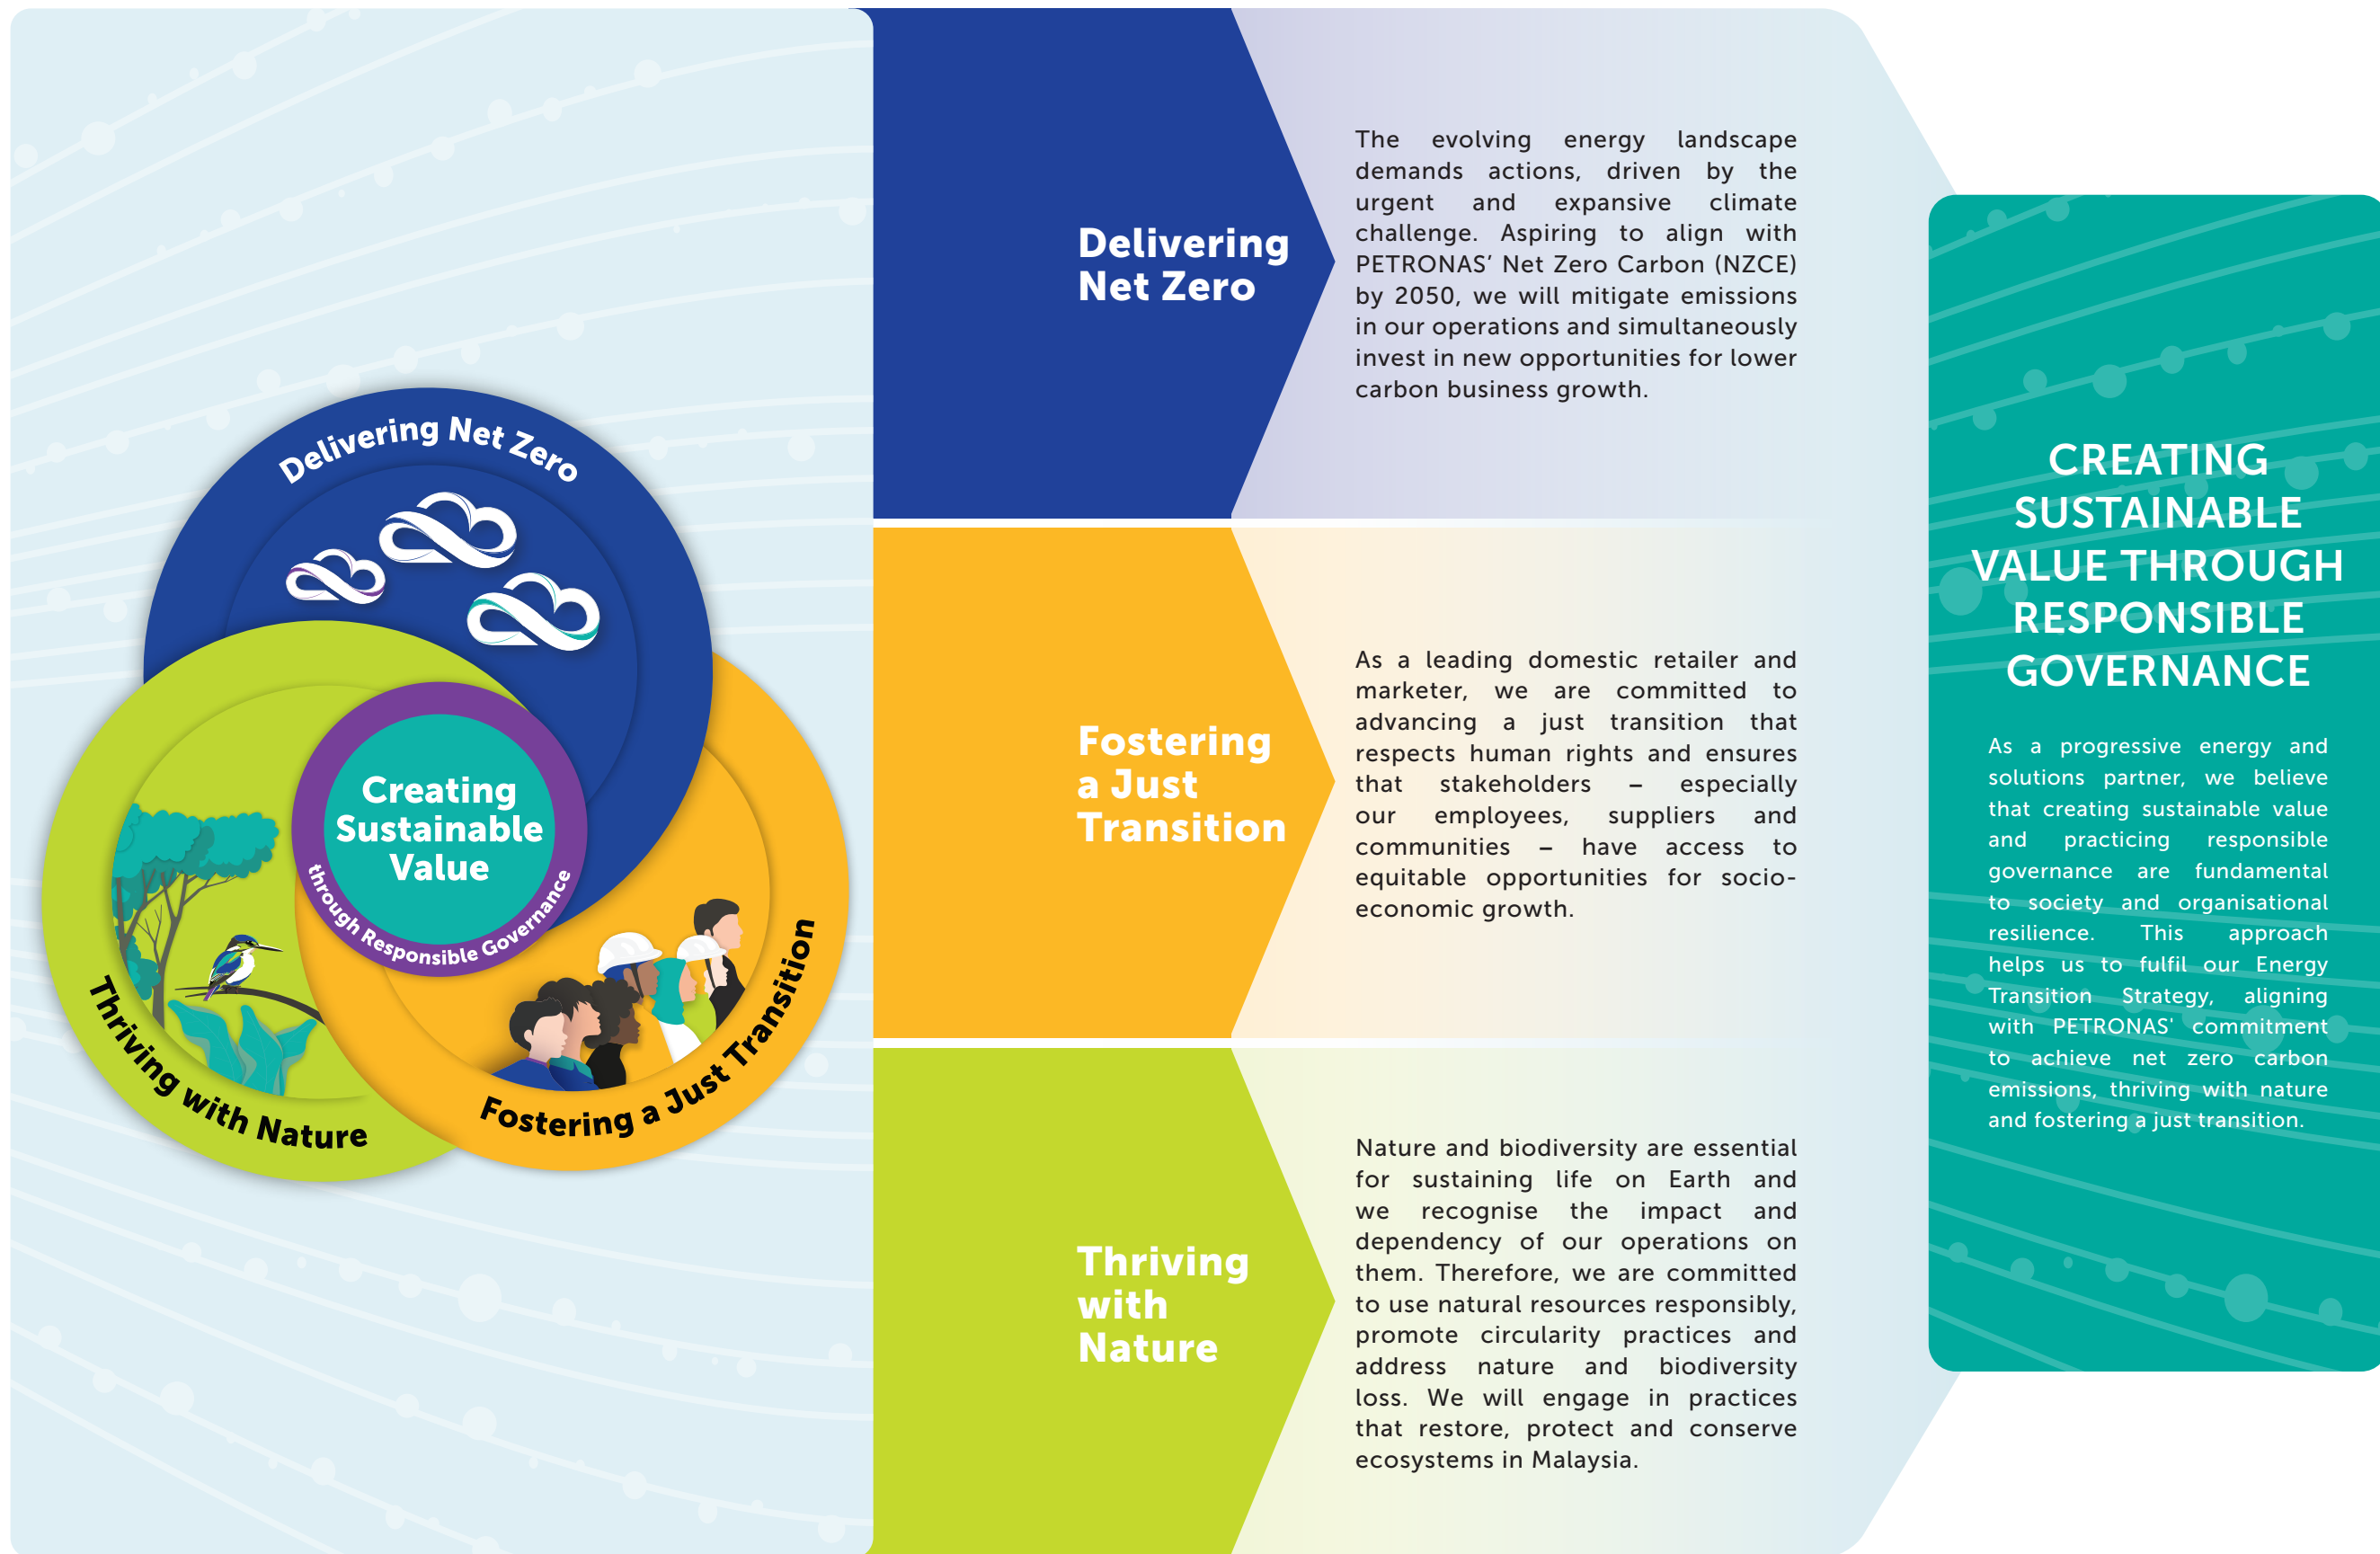 Delivering Net Zero
Creating
Sustainable
Value
through Responsible Governance
Thriving with Nature
Fostering a Just Transition
Delivering
Net Zero
The evolving energy landscape
demands actions, driven by the
urgent and expansive climate
challenge. Aspiring to align with
PETRONAS’ Net Zero Carbon (NZCE)
by 2050, we will mitigate emissions
in our operations and simultaneously
invest in new opportunities for lower
carbon business growth.
Fostering
a Just
Transition
As a leading domestic retailer and
marketer, we are committed to
advancing a just transition that
respects human rights and ensures
that stakeholders – especially
our employees, suppliers and
communities – have access to
equitable opportunities for socio-
economic growth.
Thriving
with
Nature
Nature and biodiversity are essential
for sustaining life on Earth and
we recognise the impact and
dependency of our operations on
them. Therefore, we are committed
to use natural resources responsibly,
promote circularity practices and
address nature and biodiversity
loss. We will engage in practices
that restore, protect and conserve
ecosystems in Malaysia.
CREATING
SUSTAINABLE
VALUE THROUGH
RESPONSIBLE
GOVERNANCE
As a progressive energy and
solutions partner, we believe
that creating sustainable value
and practicing responsible
governance are fundamental
to society and organisational
resilience. This approach
helps us to fulfil our Energy
Transition Strategy, aligning
with PETRONAS' commitment
to achieve net zero carbon
emissions, thriving with nature
and fostering a just transition.